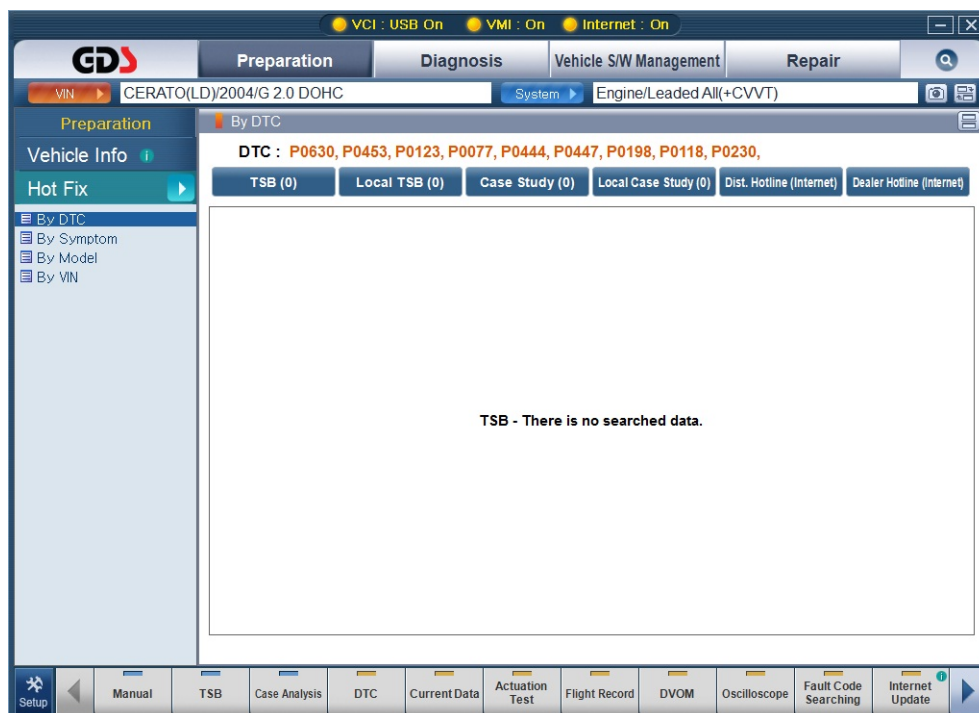 VCI : USB On VMI : On Internet : On
GDS Preparation Diagnosis Vehicle S/W Management Repair
VIN CERATO(LD)/2004/G 2.0 DOHC System Engine/Leaded All(+CVVT)
Preparation
Vehicle Info i
Hot Fix
By DTC
By Symptom
By Model
By VIN
By DTC
DTC : P0630, P0453, P0123, P0077, P0444, P0447, P0198, P0118, P0230,
TSB (0) Local TSB (0) Case Study (0) Local Case Study (0) Dist. Hotline (Internet) Dealer Hotline (Internet)
TSB - There is no searched data.
Setup Manual TSB Case Analysis DTC Current Data Actuation Test Flight Record DVOM Oscilloscope Fault Code Searching Internet Update i